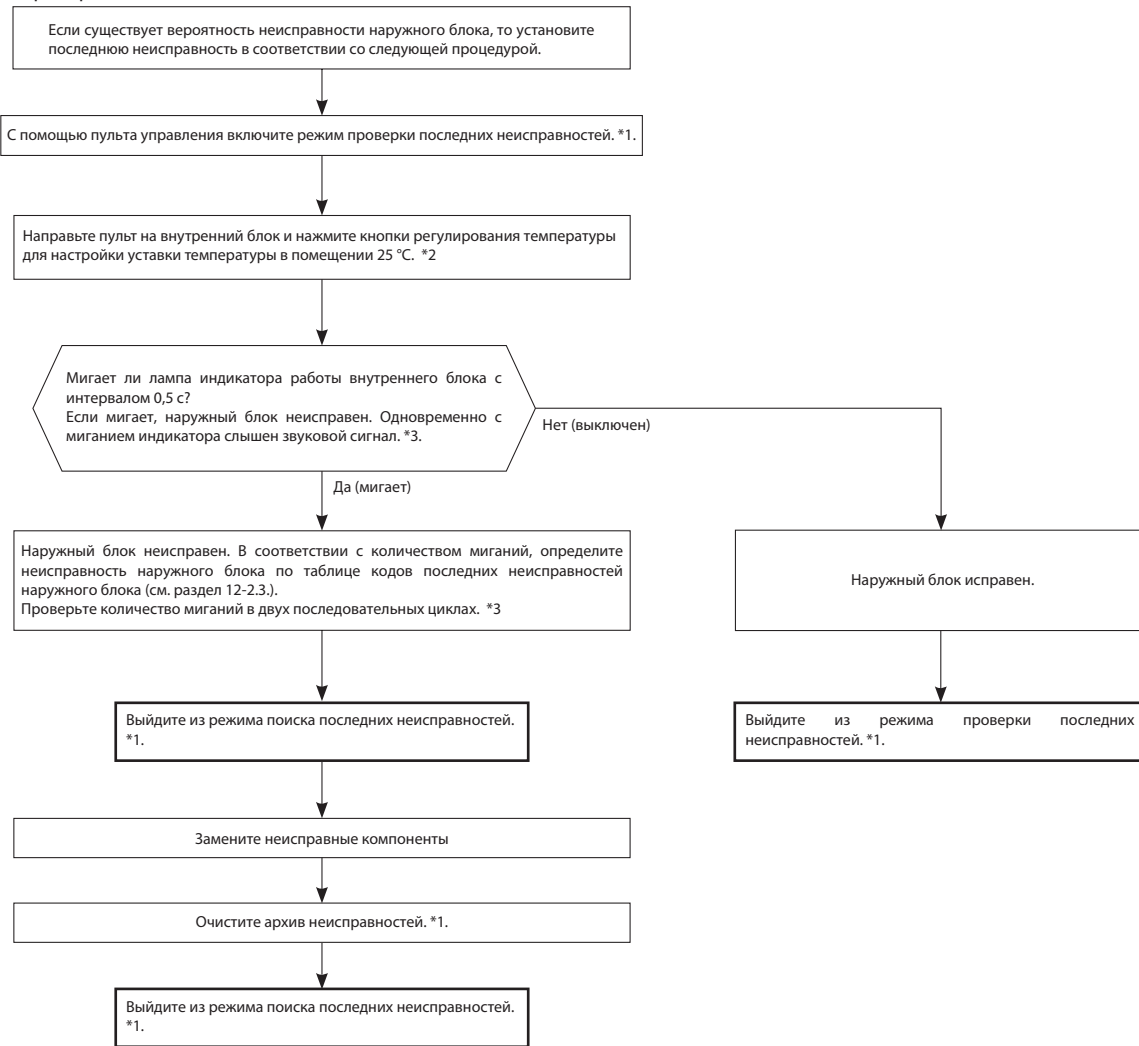 Если существует вероятность неисправности наружного блока, то установите
последнюю неисправность в соответствии со следующей процедурой.
С помощью пульта управления включите режим проверки последних неисправностей. *1.
Направьте пульт на внутренний блок и нажмите кнопки регулирования температуры
для настройки уставки температуры в помещении 25 °C. *2
Мигает ли лампа индикатора работы внутреннего блока с
интервалом 0,5 с?
Если мигает, наружный блок неисправен. Одновременно с
миганием индикатора слышен звуковой сигнал. *3.
Нет (выключен)
Да (мигает)
Наружный блок неисправен. В соответствии с количеством миганий, определите
неисправность наружного блока по таблице кодов последних неисправностей
наружного блока (см. раздел 12-2.3.).
Проверьте количество миганий в двух последовательных циклах. *3
Наружный блок исправен.
Выйдите из режима поиска последних неисправностей.
*1.
Выйдите из режима проверки последних
неисправностей. *1.
Замените неисправные компоненты
Очистите архив неисправностей. *1.
Выйдите из режима поиска последних неисправностей.
*1.